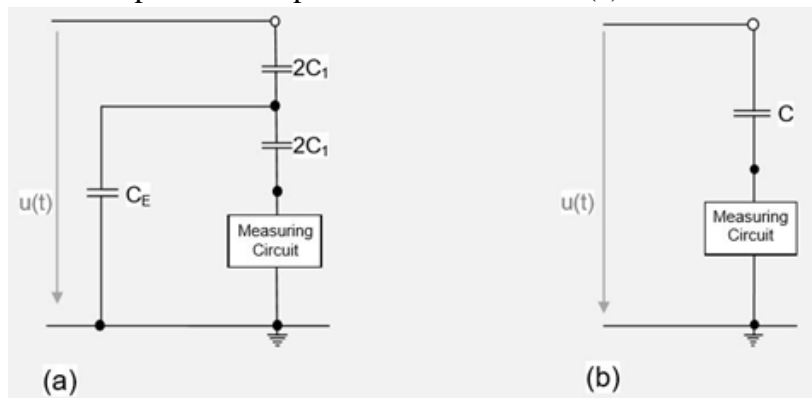 2C₁
2C₁
C_E
u(t)
Measuring
Circuit
(a)
C
u(t)
Measuring
Circuit
(b)